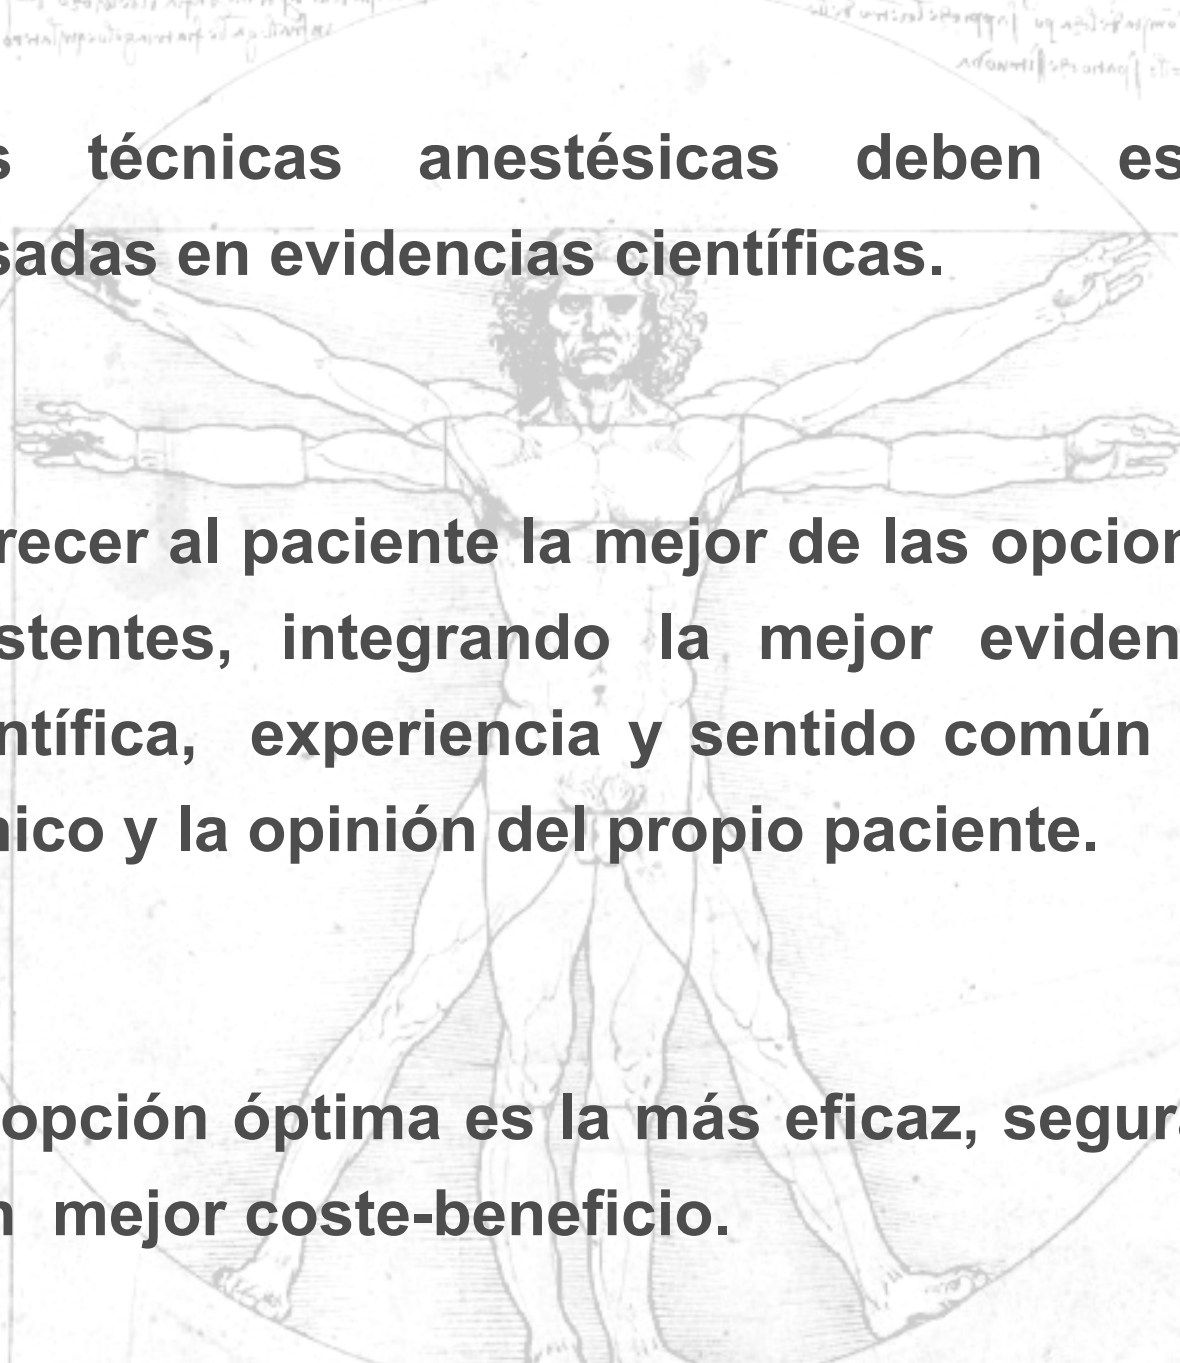 s técnicas anestésicas deben es
sadas en evidencias científicas.
recer al paciente la mejor de las opcion
stentes, integrando la mejor eviden
ntífica, experiencia y sentido común
nico y la opinión del propio paciente.
opción óptima es la más eficaz, segura
n mejor coste-beneficio.